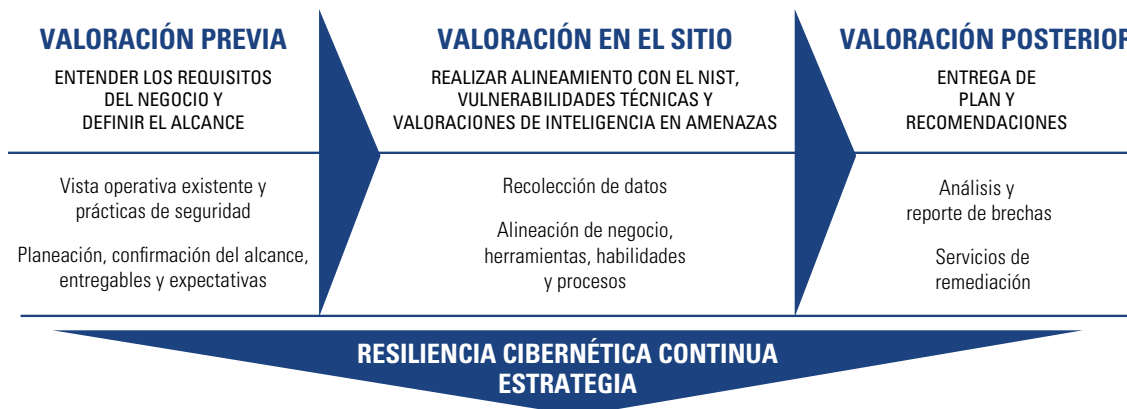 VALORACIÓN PREVIA
ENTENDER LOS REQUISITOS
DEL NEGOCIO Y
DEFINIR EL ALCANCE
Vista operativa existente y
prácticas de seguridad
Planeación, confirmación del alcance,
entregables y expectativas
VALORACIÓN EN EL SITIO
REALIZAR ALINEAMIENTO CON EL NIST,
VULNERABILIDADES TÉCNICAS Y
VALORACIONES DE INTELIGENCIA EN AMENAZAS
Recolección de datos
Alineación de negocio,
herramientas, habilidades
y procesos
VALORACIÓN POSTERIOR
ENTREGA DE
PLAN Y
RECOMENDACIONES
Análisis y
reporte de brechas
Servicios de
remediación
RESILIENCIA CIBERNÉTICA CONTINUA
ESTRATEGIA